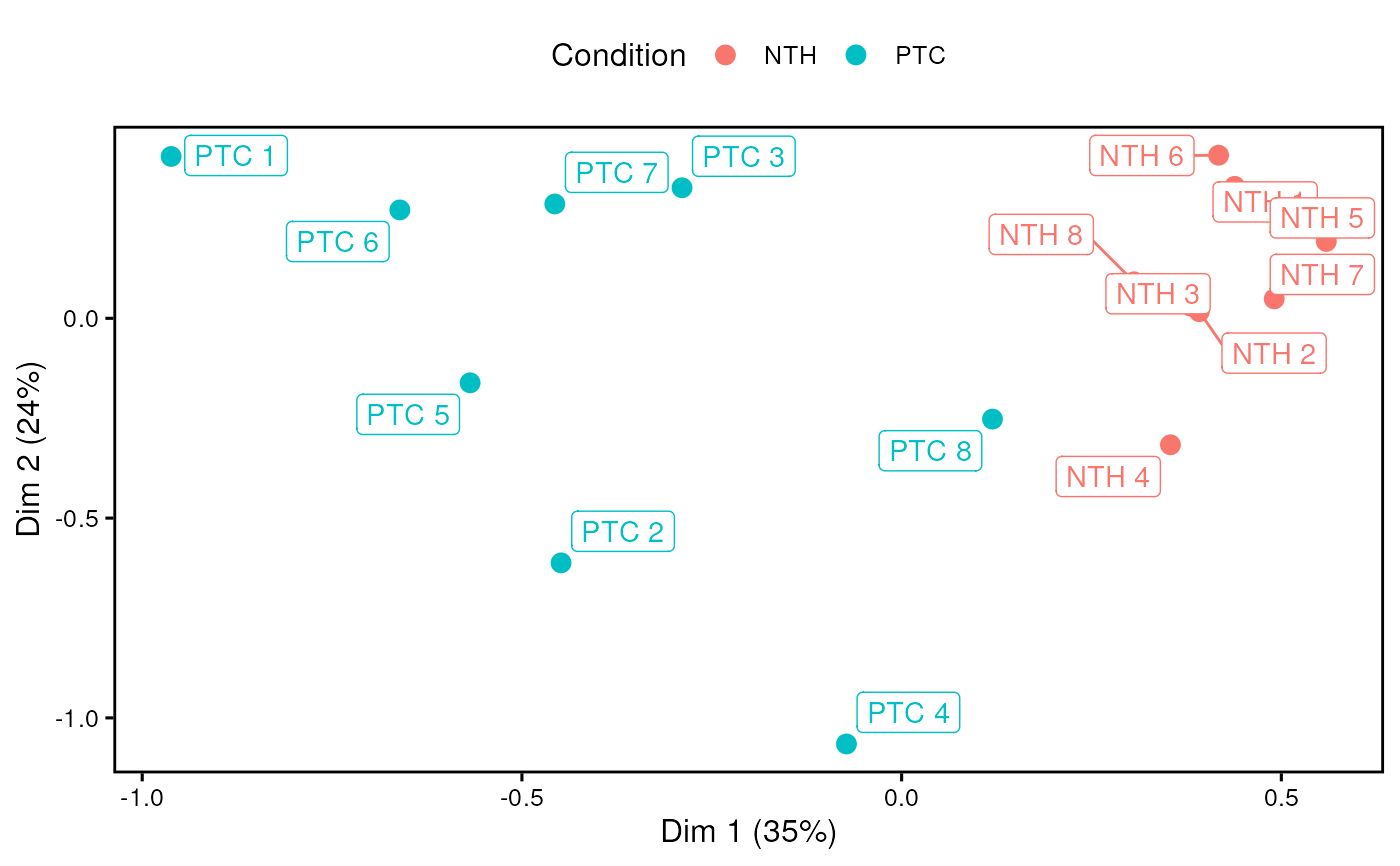 Condition NTH PTC
PTC 1
PTC 3
NTH 6
PTC 7
NTH 1
NTH 5
NTH 8
PTC 6
NTH 7
NTH 3
0.0
NTH 2
PTC 5
PTC 8
NTH 4
-0.5
PTC 2
PTC 4
-1.0
Dim 2 (24%)
-1.0 -0.5 0.0 0.5
Dim 1 (35%)